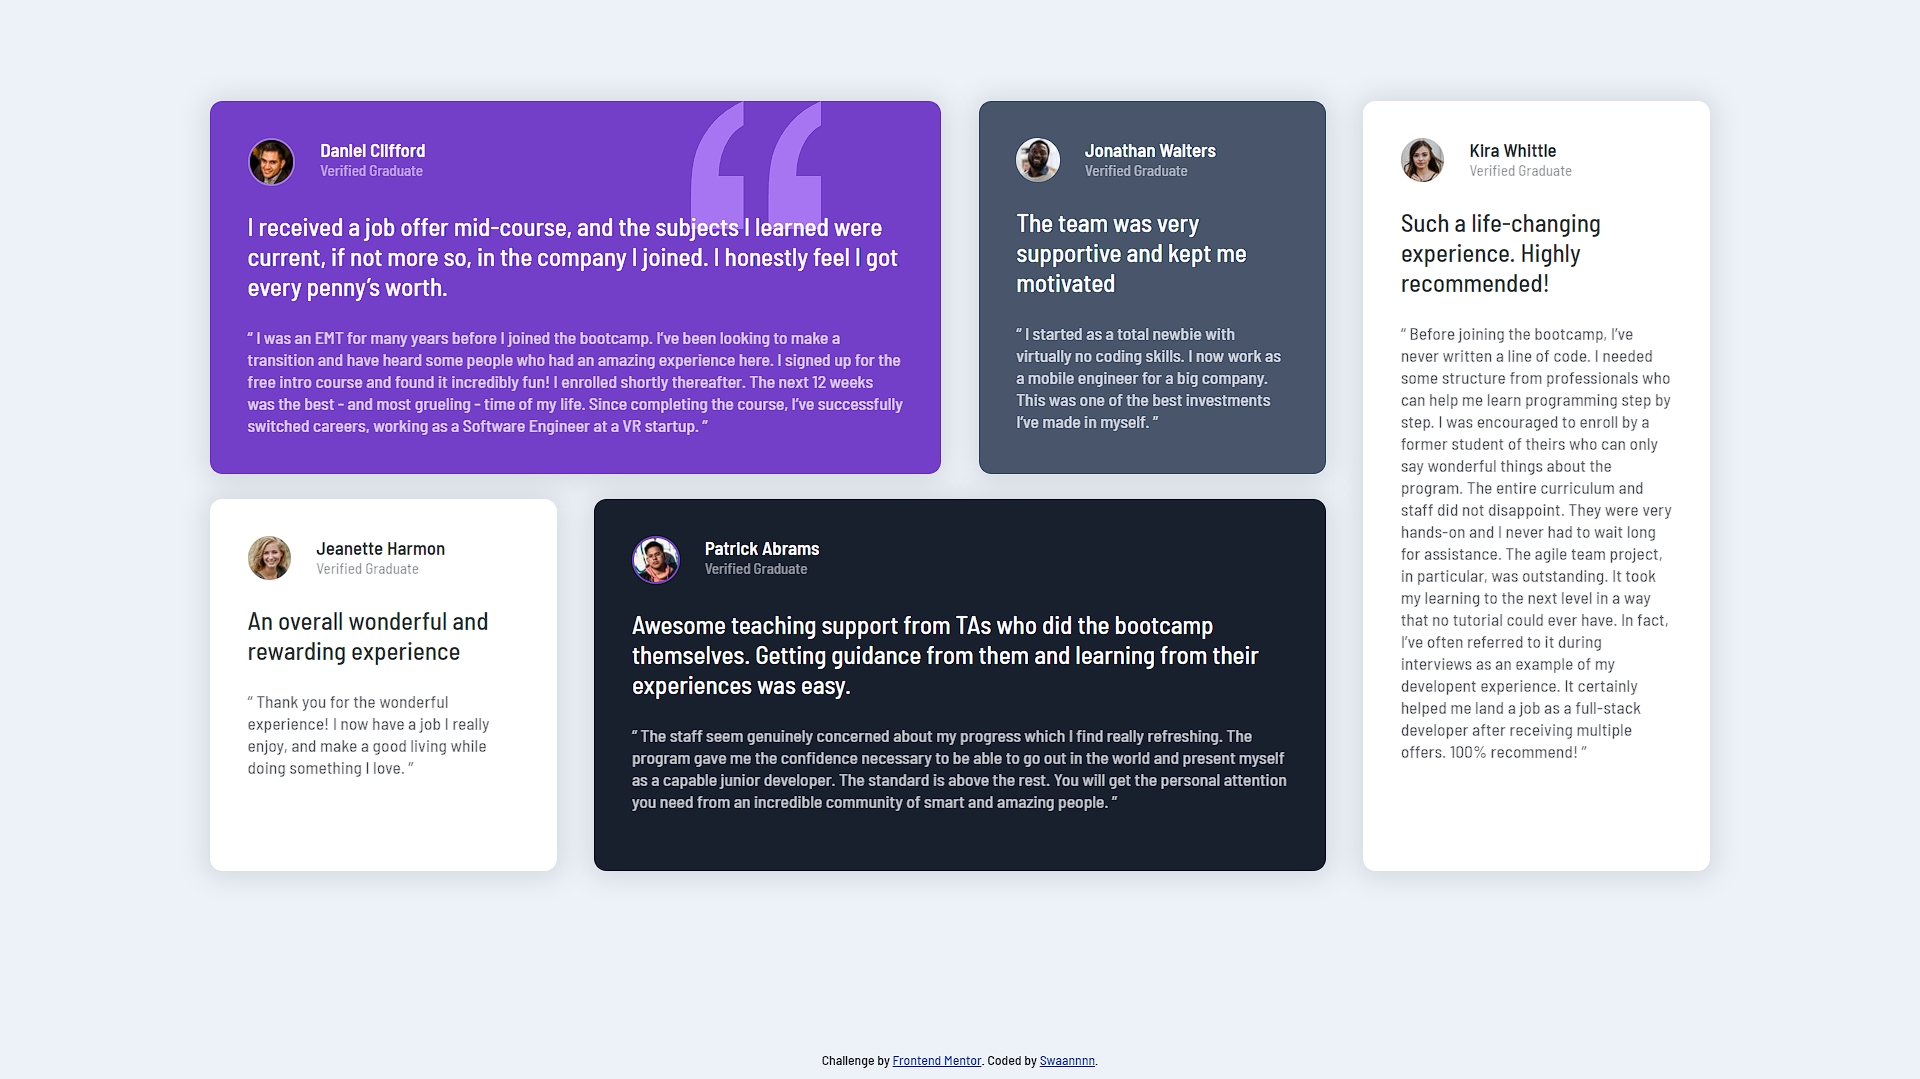 Daniel Clifford
Verified Graduate
I received a job offer mid-course, and the subjects I learned were
current, if not more so, in the company I joined. I honestly feel I got
every penny’s worth.
“ I was an EMT for many years before I joined the bootcamp. I’ve been looking to make a
transition and have heard some people who had an amazing experience here. I signed up for the
free intro course and found it incredibly fun! I enrolled shortly thereafter. The next 12 weeks
was the best - and most grueling - time of my life. Since completing the course, I’ve successfully
switched careers, working as a Software Engineer at a VR startup. ”
Jonathan Walters
Verified Graduate
The team was very
supportive and kept me
motivated
“ I started as a total newbie with
virtually no coding skills. I now work as
a mobile engineer for a big company.
This was one of the best investments
I’ve made in myself. ”
Kira Whittle
Verified Graduate
Such a life-changing
experience. Highly
recommended!
“ Before joining the bootcamp, I’ve
never written a line of code. I needed
some structure from professionals who
can help me learn programming step by
step. I was encouraged to enroll by a
former student of theirs who can only
say wonderful things about the
program. The entire curriculum and
staff did not disappoint. They were very
hands-on and I never had to wait long
for assistance. The agile team project,
in particular, was outstanding. It took
my learning to the next level in a way
that no tutorial could ever have. In fact,
I’ve often referred to it during
interviews as an example of my
developent experience. It certainly
helped me land a job as a full-stack
developer after receiving multiple
offers. 100% recommend! ”
Jeanette Harmon
Verified Graduate
An overall wonderful and
rewarding experience
“ Thank you for the wonderful
experience! I now have a job I really
enjoy, and make a good living while
doing something I love. ”
Patrick Abrams
Verified Graduate
Awesome teaching support from TAs who did the bootcamp
themselves. Getting guidance from them and learning from their
experiences was easy.
“ The staff seem genuinely concerned about my progress which I find really refreshing. The
program gave me the confidence necessary to be able to go out in the world and present myself
as a capable junior developer. The standard is above the rest. You will get the personal attention
you need from an incredible community of smart and amazing people. ”
Challenge by Frontend Mentor. Coded by Swaannnn.